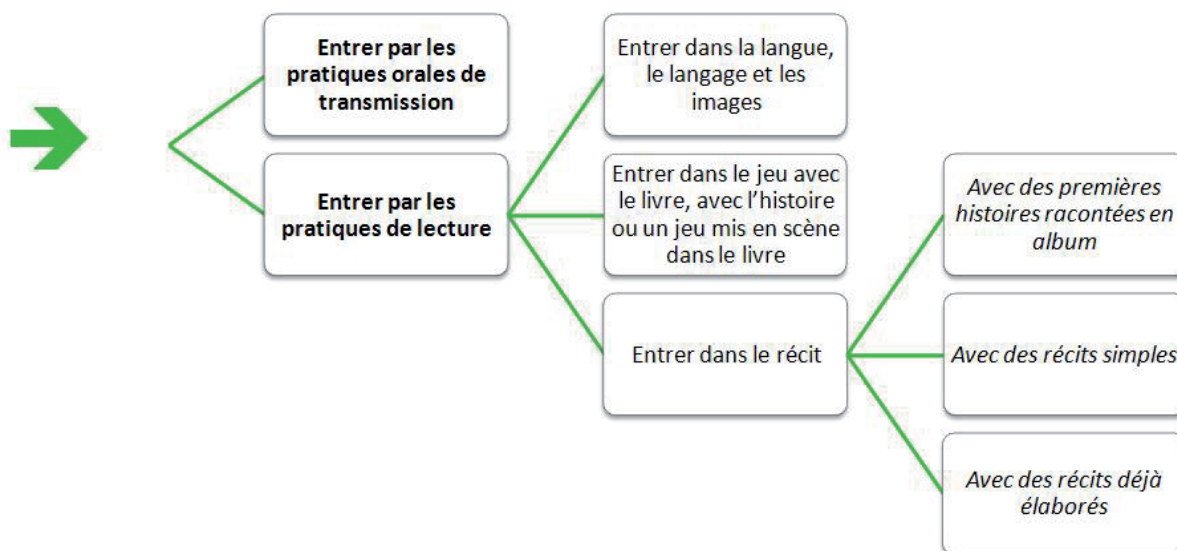 Entrer par les
pratiques orales de
transmission
Entrer par les
pratiques de lecture
Entrer dans la langue,
le langage et les
images
Entrer dans le jeu avec
le livre, avec l’histoire
ou un jeu mis en scène
dans le livre
Entrer dans le récit
Avec des premières
histoires racontées en
album
Avec des récits simples
Avec des récits déjà
élaborés